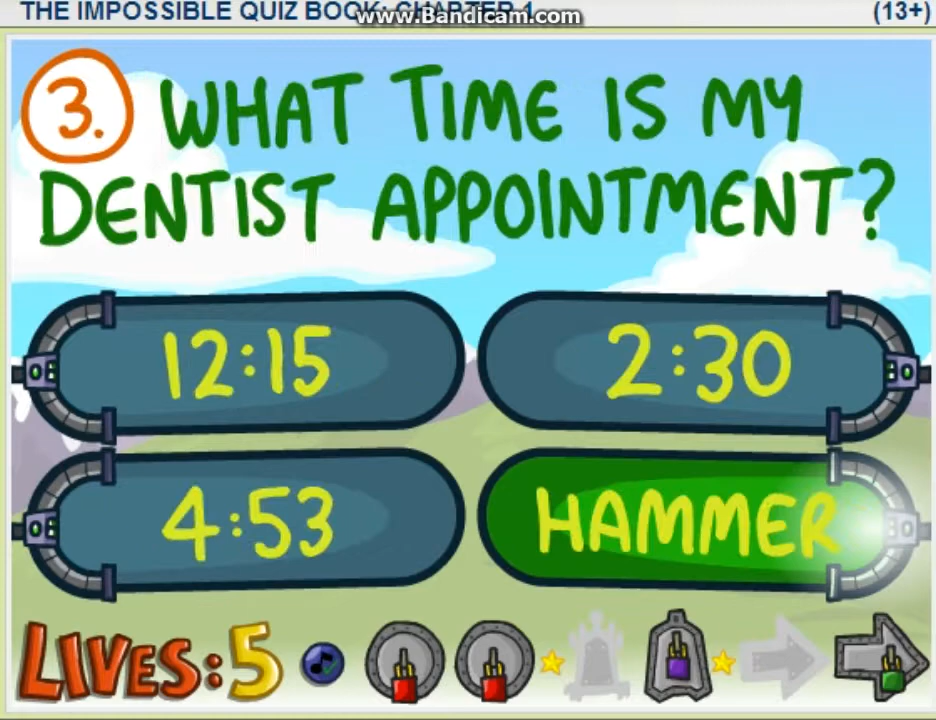 THE IMPOSSIBLE QUIZ BOOK: CHAPTER 1
www.Bandicam.com
(13+)
3. WHAT TIME IS MY
DENTIST APPOINTMENT?
12:15
2:30
4:53
HAMMER
LIVES: 5